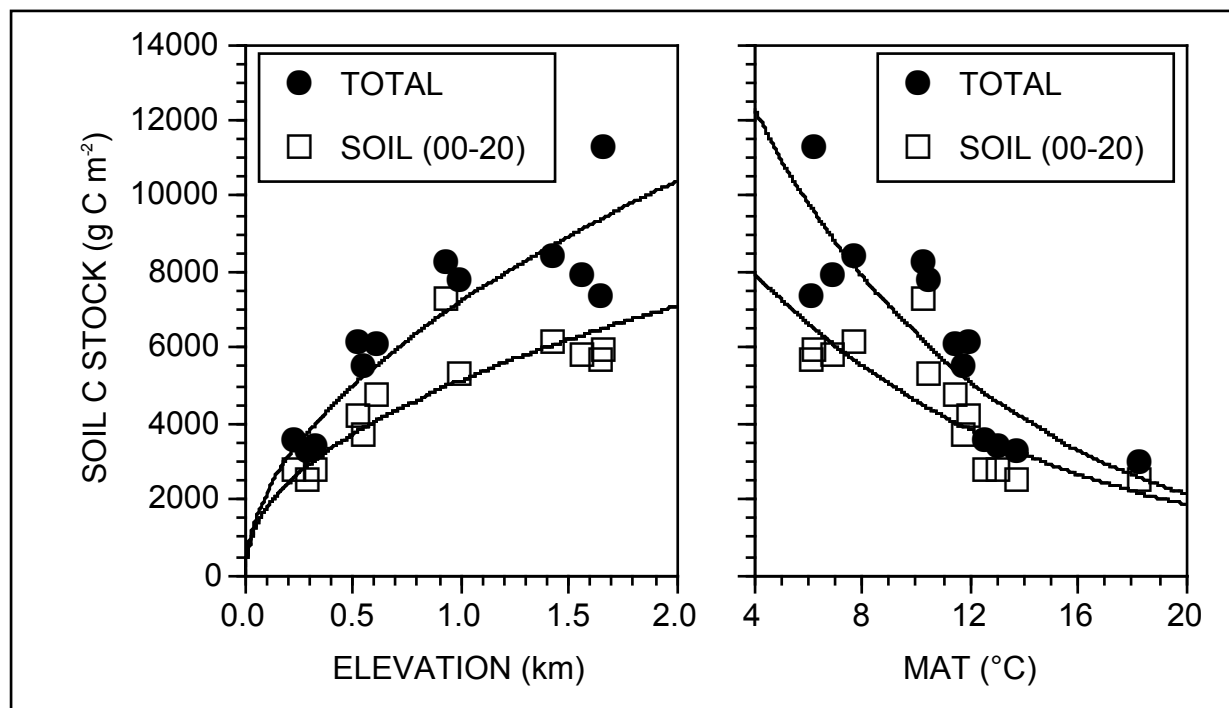 SOIL C STOCK (g C m-2)
14000
12000
10000
8000
6000
4000
2000
0
TOTAL
SOIL (00-20)
0.0 0.5 1.0 1.5 2.0
ELEVATION (km)
TOTAL
SOIL (00-20)
4 8 12 16 20
MAT (°C)